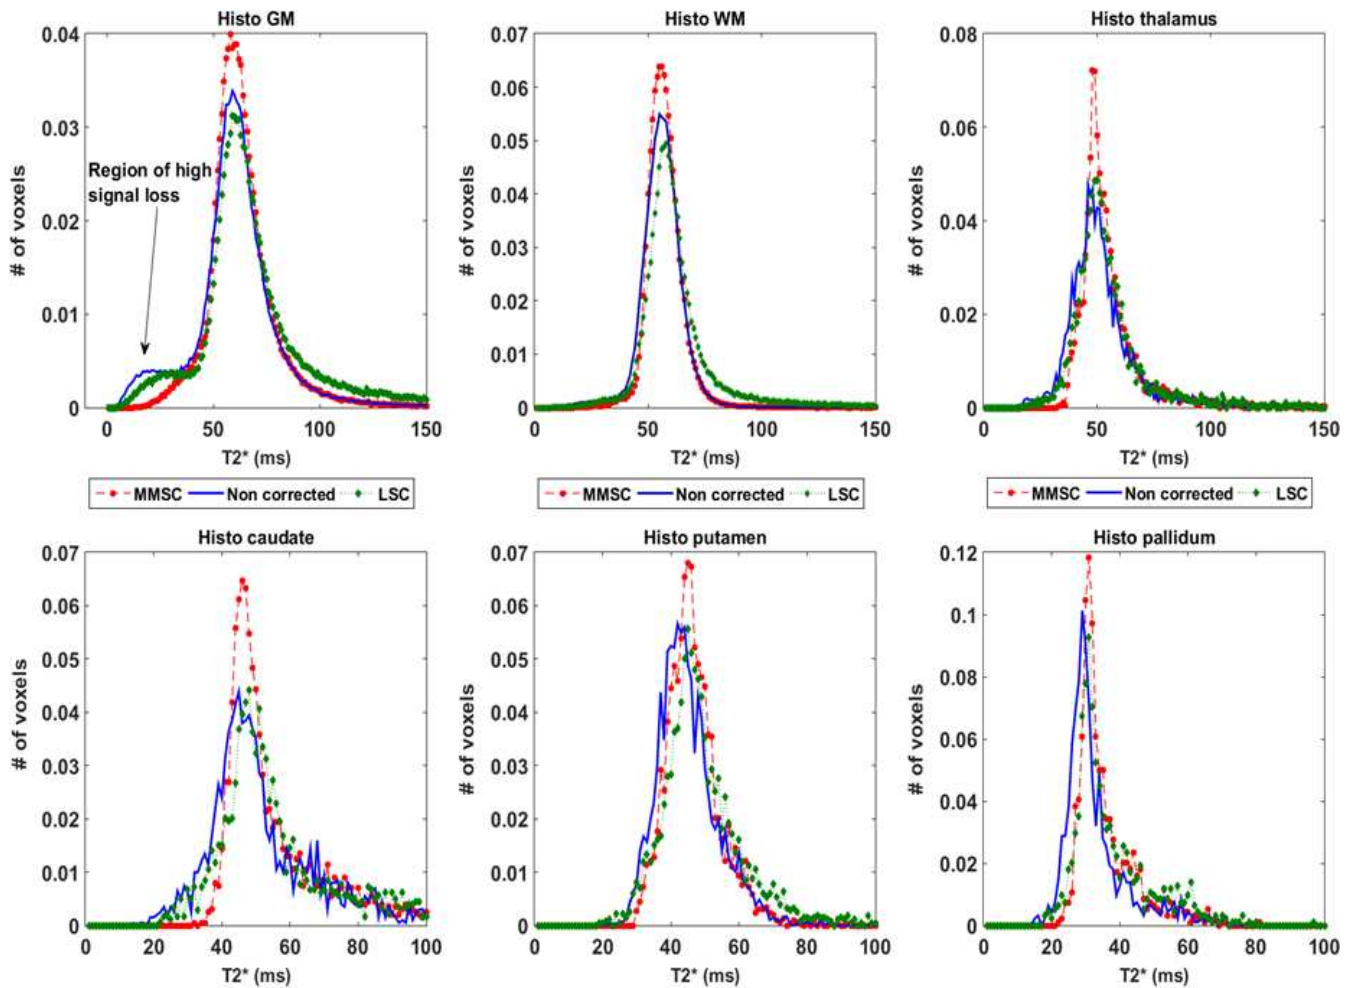 Histo GM
0.04
0.03
0.02
0.01
0
# of voxels
Region of high
signal loss
0 50 100 150
T2* (ms)
Histo WM
0.07
0.06
0.05
0.04
0.03
0.02
0.01
0
# of voxels
0 50 100 150
T2* (ms)
Histo thalamus
0.08
0.06
0.04
0.02
0
# of voxels
0 50 100 150
T2* (ms)
MMSC Non corrected LSC
MMSC Non corrected LSC
MMSC Non corrected LSC
Histo caudate
0.07
0.06
0.05
0.04
0.03
0.02
0.01
0
# of voxels
0 20 40 60 80 100
T2* (ms)
Histo putamen
0.07
0.06
0.05
0.04
0.03
0.02
0.01
0
# of voxels
0 20 40 60 80 100
T2* (ms)
Histo pallidum
0.12
0.1
0.08
0.06
0.04
0.02
0
# of voxels
0 20 40 60 80 100
T2* (ms)